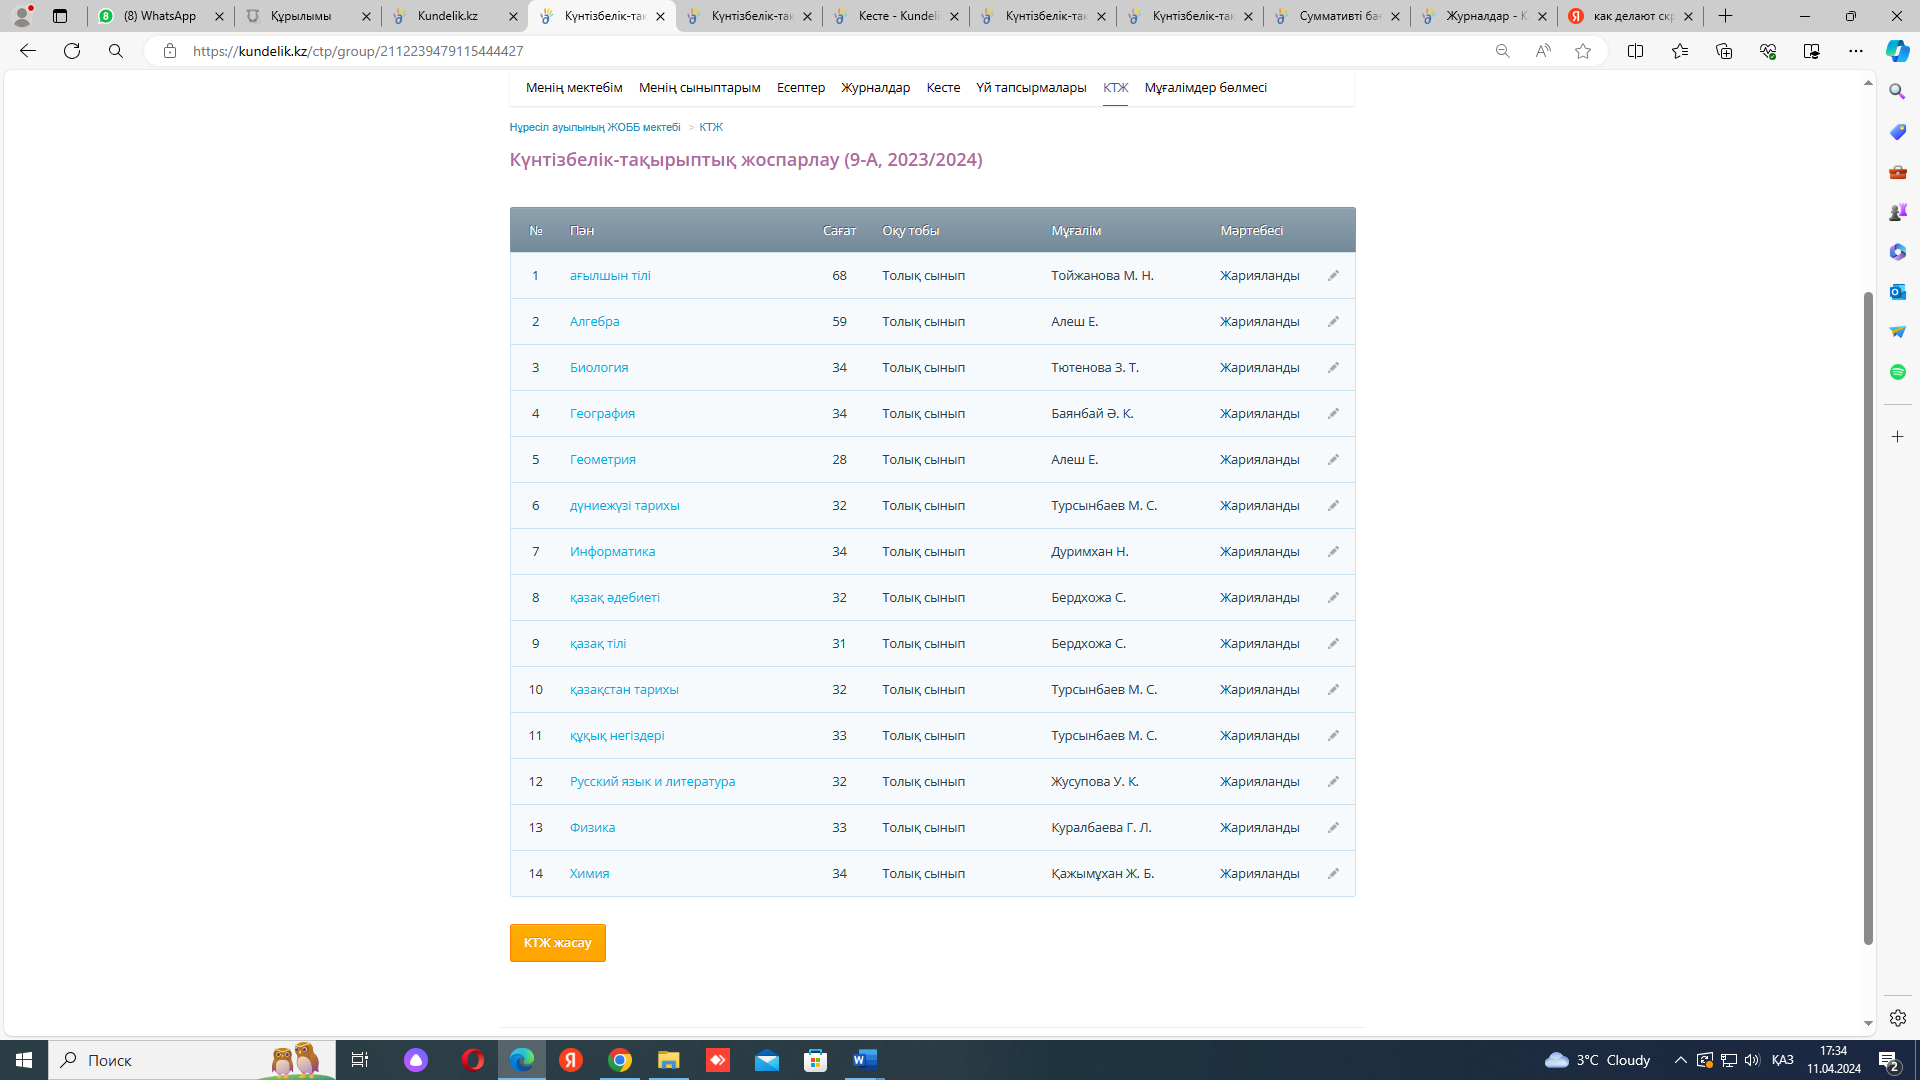 (8) WhatsApp
Құрылымы
Kundelik.kz
Күнтізбелік-так
Күнтізбелік-так
Кесте - Kundeli
Күнтізбелік-так
Күнтізбелік-так
Суммативті бағ
Журналдар - K
как делают скр
https://kundelik.kz/ctp/group/2112239479115444427
Менің мектебім Менің сыныптарым Есептер Журналдар Кесте Үй тапсырмалары КТЖ Мұғалімдер бөлмесі
Нұресіл ауылының ЖОББ мектебі > КТЖ
Күнтізбелік-тақырыптық жоспарлау (9-А, 2023/2024)
№ Пән Сағат Оқу тобы Мұғалім Мәртебесі
1 ағылшын тілі 68 Толық сынып Тойжанова М. Н. Жарияланды
2 Алгебра 59 Толық сынып Алеш Е. Жарияланды
3 Биология 34 Толық сынып Тютенова З. Т. Жарияланды
4 География 34 Толық сынып Баянбай Ә. К. Жарияланды
5 Геометрия 28 Толық сынып Алеш Е. Жарияланды
6 дүниежүзі тарихы 32 Толық сынып Турсынбаев М. С. Жарияланды
7 Информатика 34 Толық сынып Дуримхан Н. Жарияланды
8 қазақ әдебиеті 32 Толық сынып Бердхожа С. Жарияланды
9 қазақ тілі 31 Толық сынып Бердхожа С. Жарияланды
10 қазақстан тарихы 32 Толық сынып Турсынбаев М. С. Жарияланды
11 құқық негіздері 33 Толық сынып Турсынбаев М. С. Жарияланды
12 Русский язык и литература 32 Толық сынып Жусупова У. К. Жарияланды
13 Физика 33 Толық сынып Куралбаева Г. Л. Жарияланды
14 Химия 34 Толық сынып Қажымұхан Ж. Б. Жарияланды
КТЖ жасау
Поиск
3°C Cloudy
ҚАЗ
17:34
11.04.2024
2